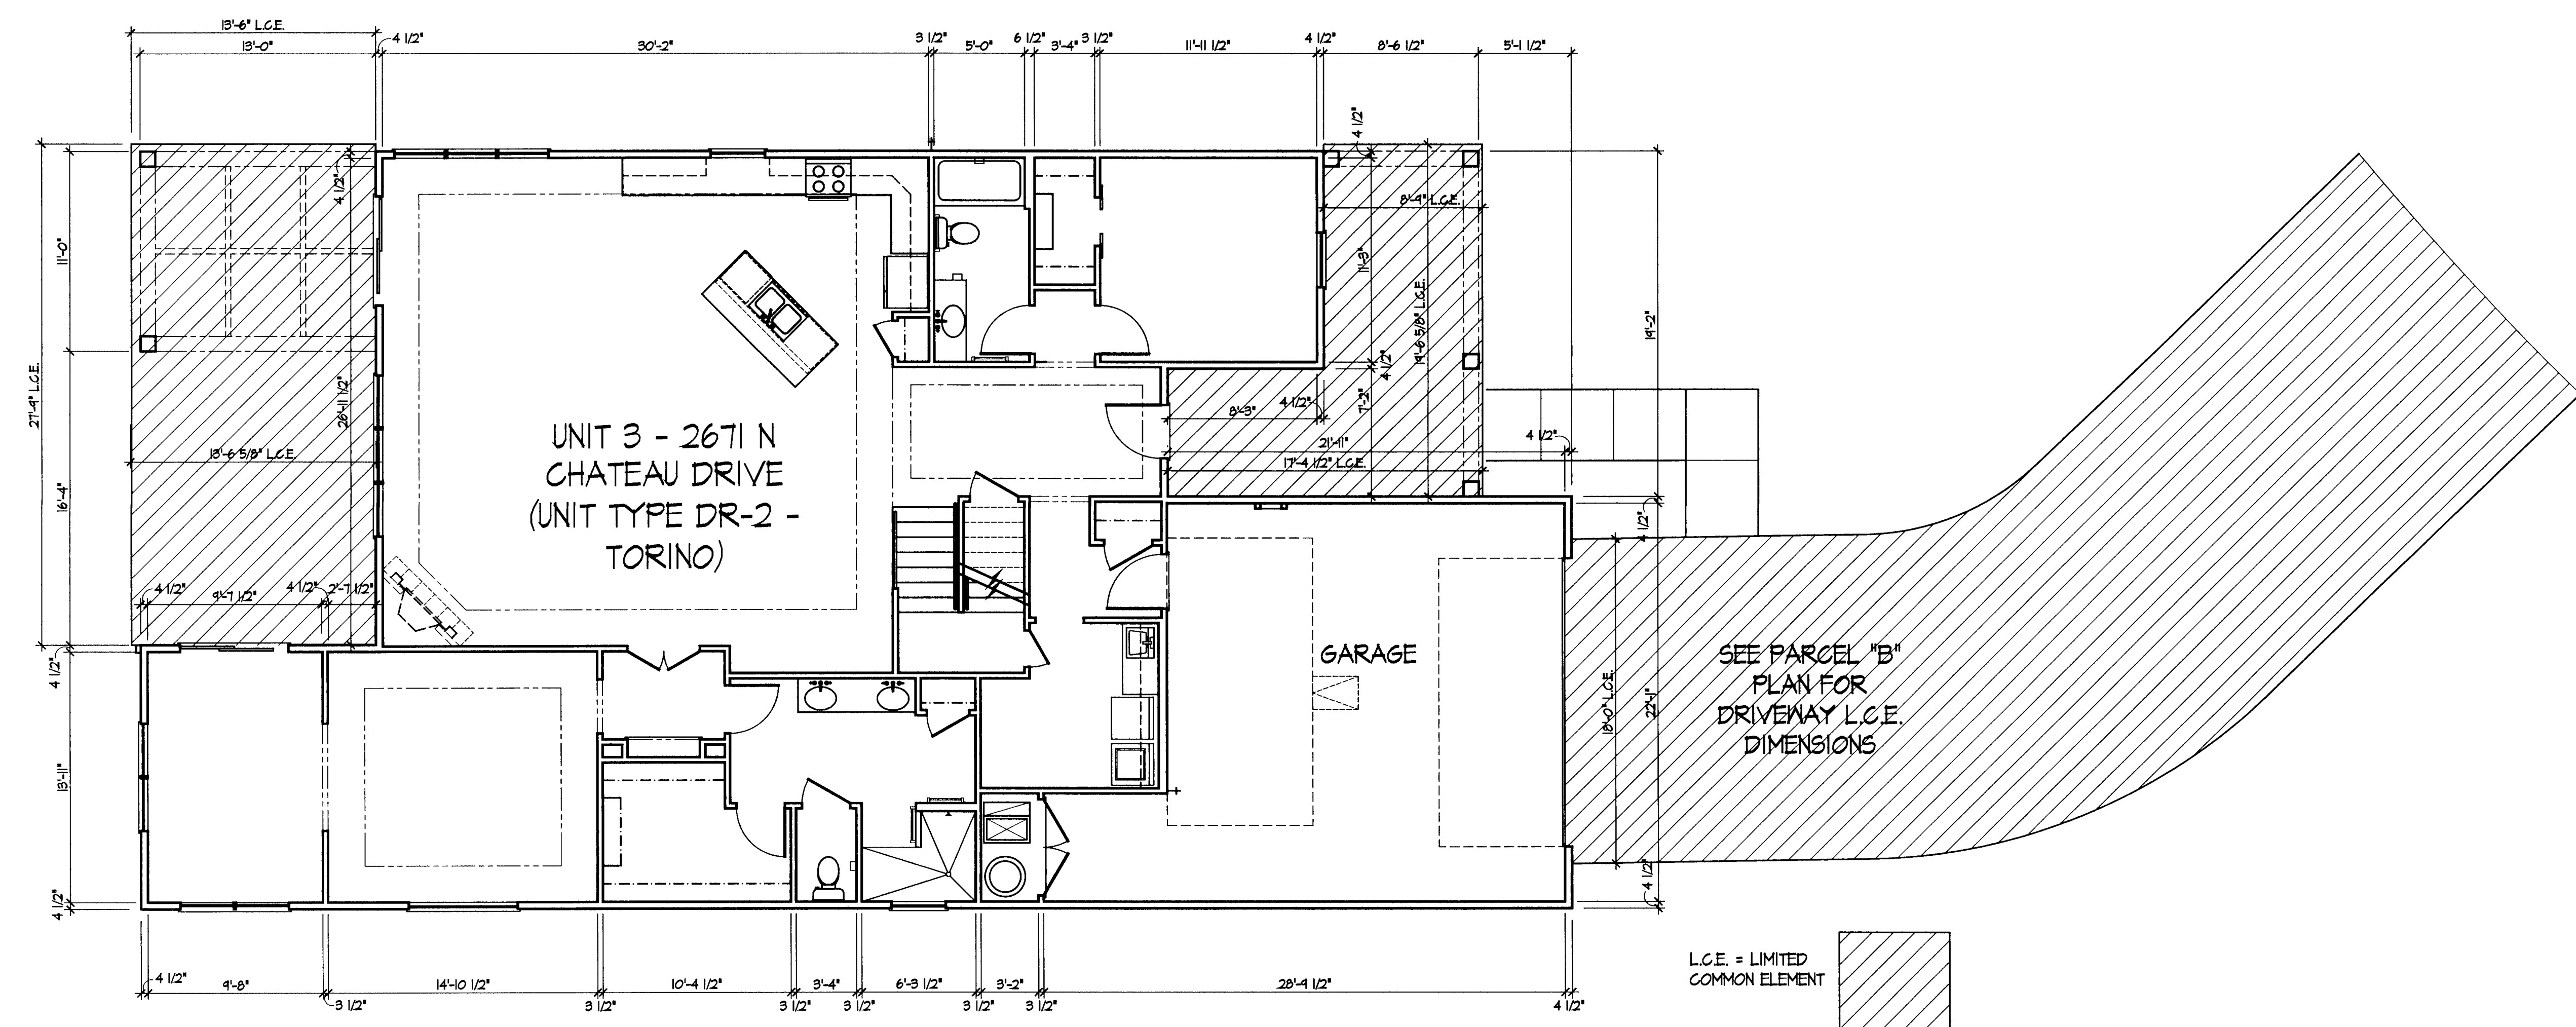 13'-6" L.C.E.
13'-0"
4 1/2"
30'-2"
3 1/2"
5'-0"
6 1/2"
3'-4"
3 1/2"
11'-11 1/2"
4 1/2"
8'-6 1/2"
5'-1 1/2"
4 1/2"
4 1/2"
8'-9" L.C.E.
11'-0"
11'-3"
19'-6 5/8" L.C.E.
19'-2"
27'-9" L.C.E.
26'-11 1/2"
4 1/2"
7'-2"
8'-3"
4 1/2"
21'-11"
4 1/2"
17'-4 1/2" L.C.E.
13'-6 5/8" L.C.E.
16'-4"
UNIT 3 - 2671 N
CHATEAU DRIVE
(UNIT TYPE DR-2 -
TORINO)
4 1/2"
4 1/2"
9'-7 1/2"
4 1/2"
2'-7 1/2"
4 1/2"
GARAGE
18'-0" L.C.E.
22'-1"
SEE PARCEL "B"
PLAN FOR
DRIVEWAY L.C.E.
DIMENSIONS
13'-11"
4 1/2"
4 1/2"
L.C.E. = LIMITED
COMMON ELEMENT
4 1/2"
9'-8"
3 1/2"
14'-10 1/2"
3 1/2"
10'-4 1/2"
3 1/2"
3'-4"
3 1/2"
6'-3 1/2"
3 1/2"
3'-2"
3 1/2"
28'-9 1/2"
4 1/2"